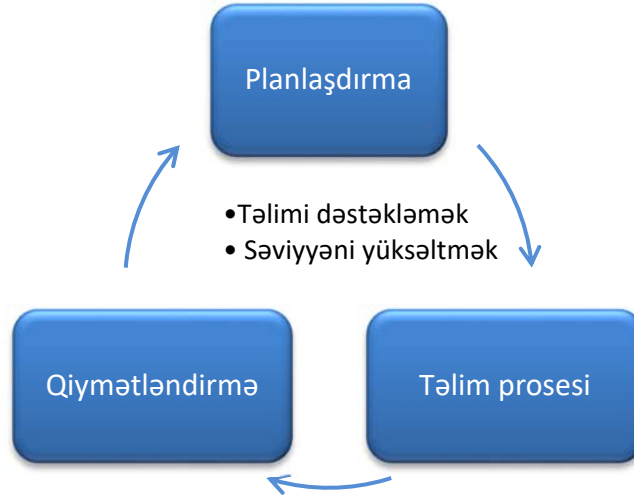 Planlaşdırma
•Təlimi dəstəkləmək
• Səviyyəni yüksəltmək
Qiymətləndirmə
Təlim prosesi